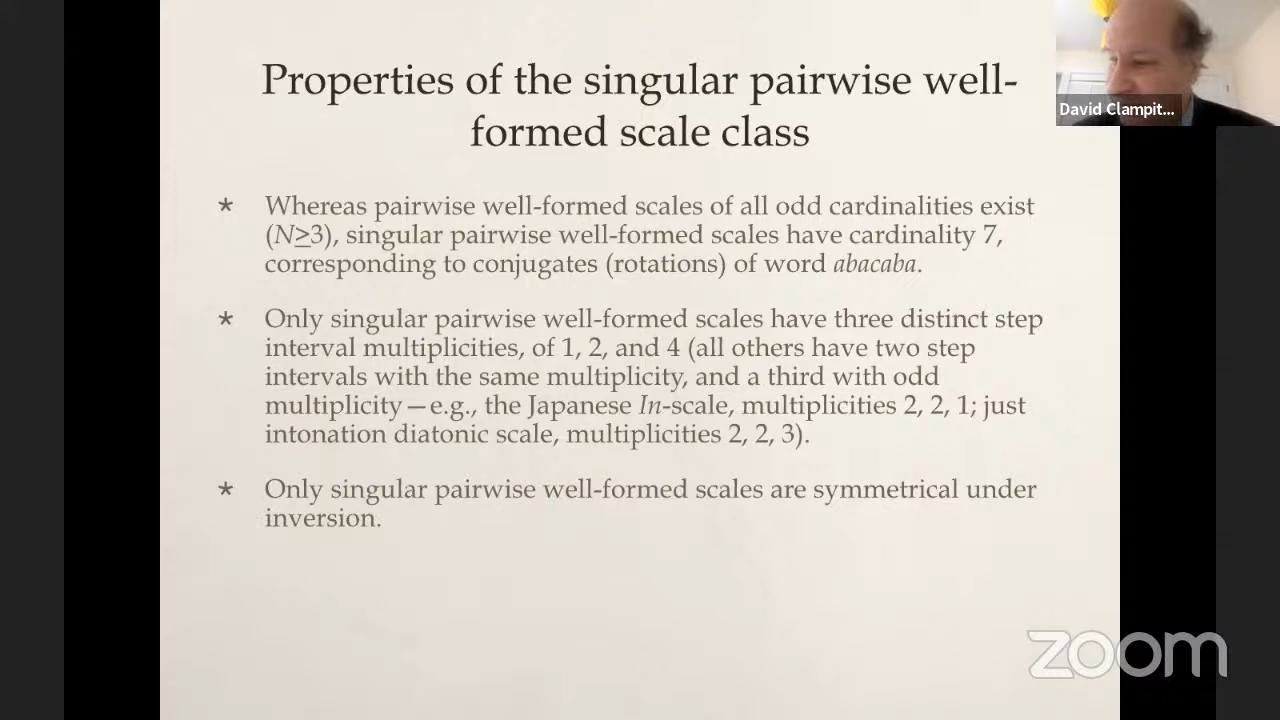 Properties of the singular pairwise well-
formed scale class
David Clampit...
* Whereas pairwise well-formed scales of all odd cardinalities exist
(N≥3), singular pairwise well-formed scales have cardinality 7,
corresponding to conjugates (rotations) of word abacaba.
* Only singular pairwise well-formed scales have three distinct step
interval multiplicities, of 1, 2, and 4 (all others have two step
intervals with the same multiplicity, and a third with odd
multiplicity—e.g., the Japanese In-scale, multiplicities 2, 2, 1; just
intonation diatonic scale, multiplicities 2, 2, 3).
* Only singular pairwise well-formed scales are symmetrical under
inversion.
zoom